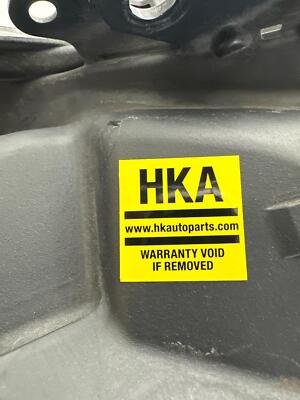 HKA
www.hkautoparts.com
WARRANTY VOID
IF REMOVED